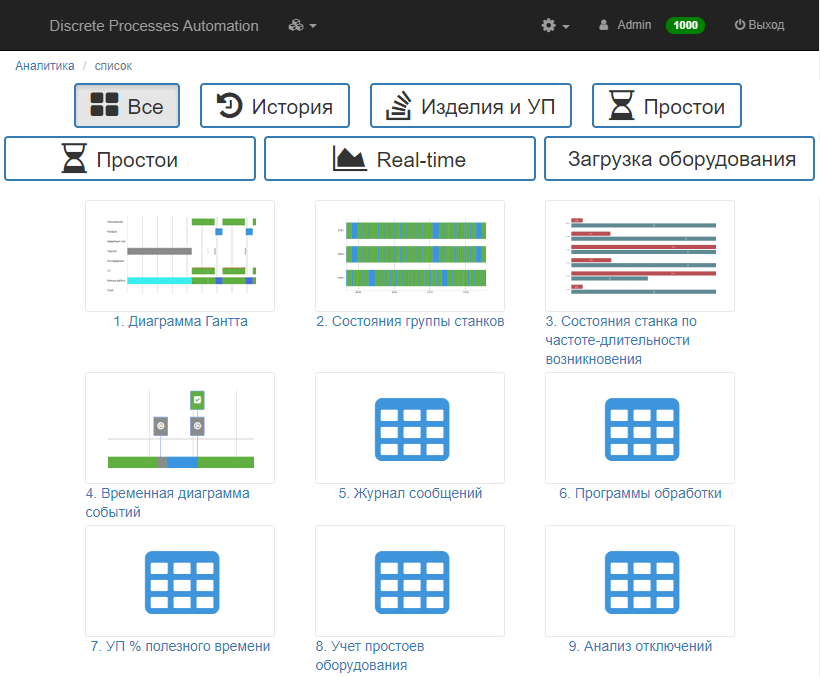 Discrete Processes Automation
Admin 1000 Выход
Аналитика / список
Все История Изделия и УП Простои
Простои Real-time Загрузка оборудования
1. Диаграмма Гантта
2. Состояния группы станков
3. Состояния станка по
частоте-длительности
возникновения
4. Временная диаграмма
событий
5. Журнал сообщений
6. Программы обработки
7. УП % полезного времени
8. Учет простоев
оборудования
9. Анализ отключений